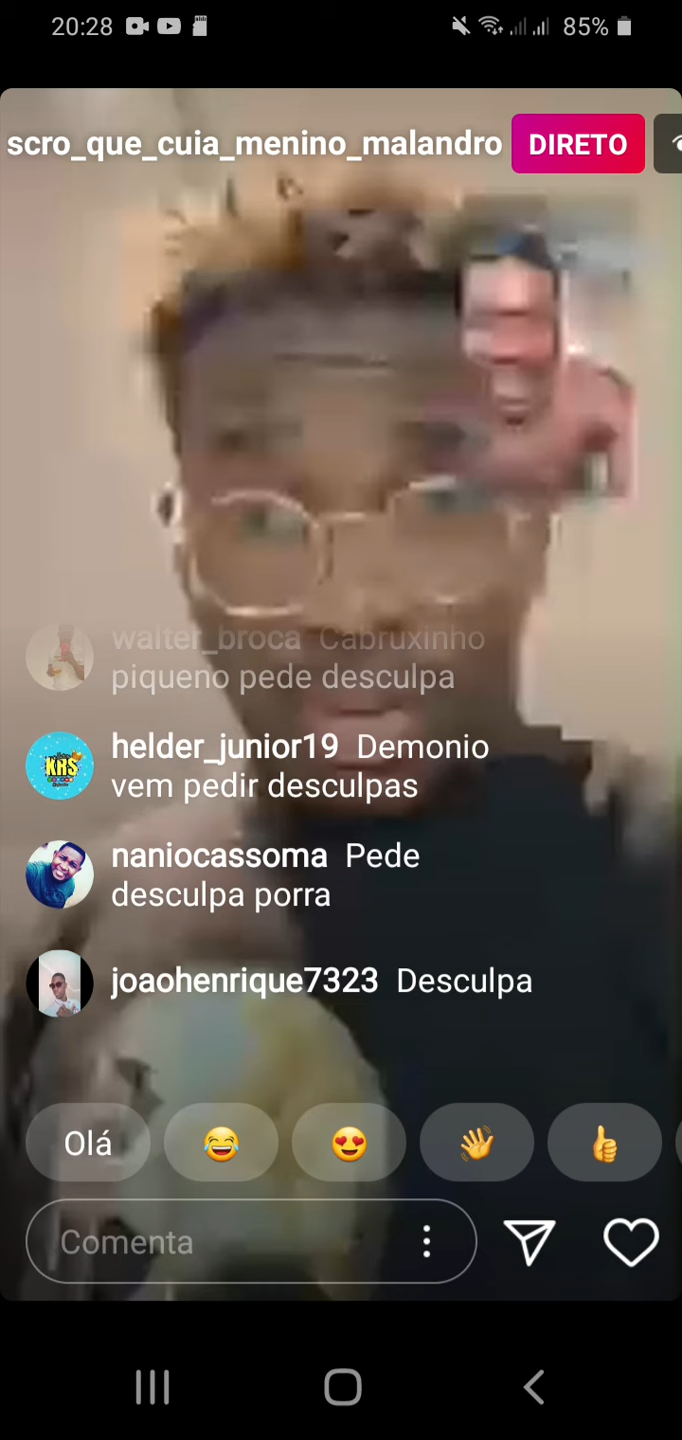 20:28
85%
scro_que_cuia_menino_malandro DIRETO
walter_broca Cabruxinho
piqueno pede desculpa
helder_junior19 Demonio
vem pedir desculpas
KRS
naniocassoma Pede
desculpa porra
joaohenrique7323 Desculpa
Olá
Comenta